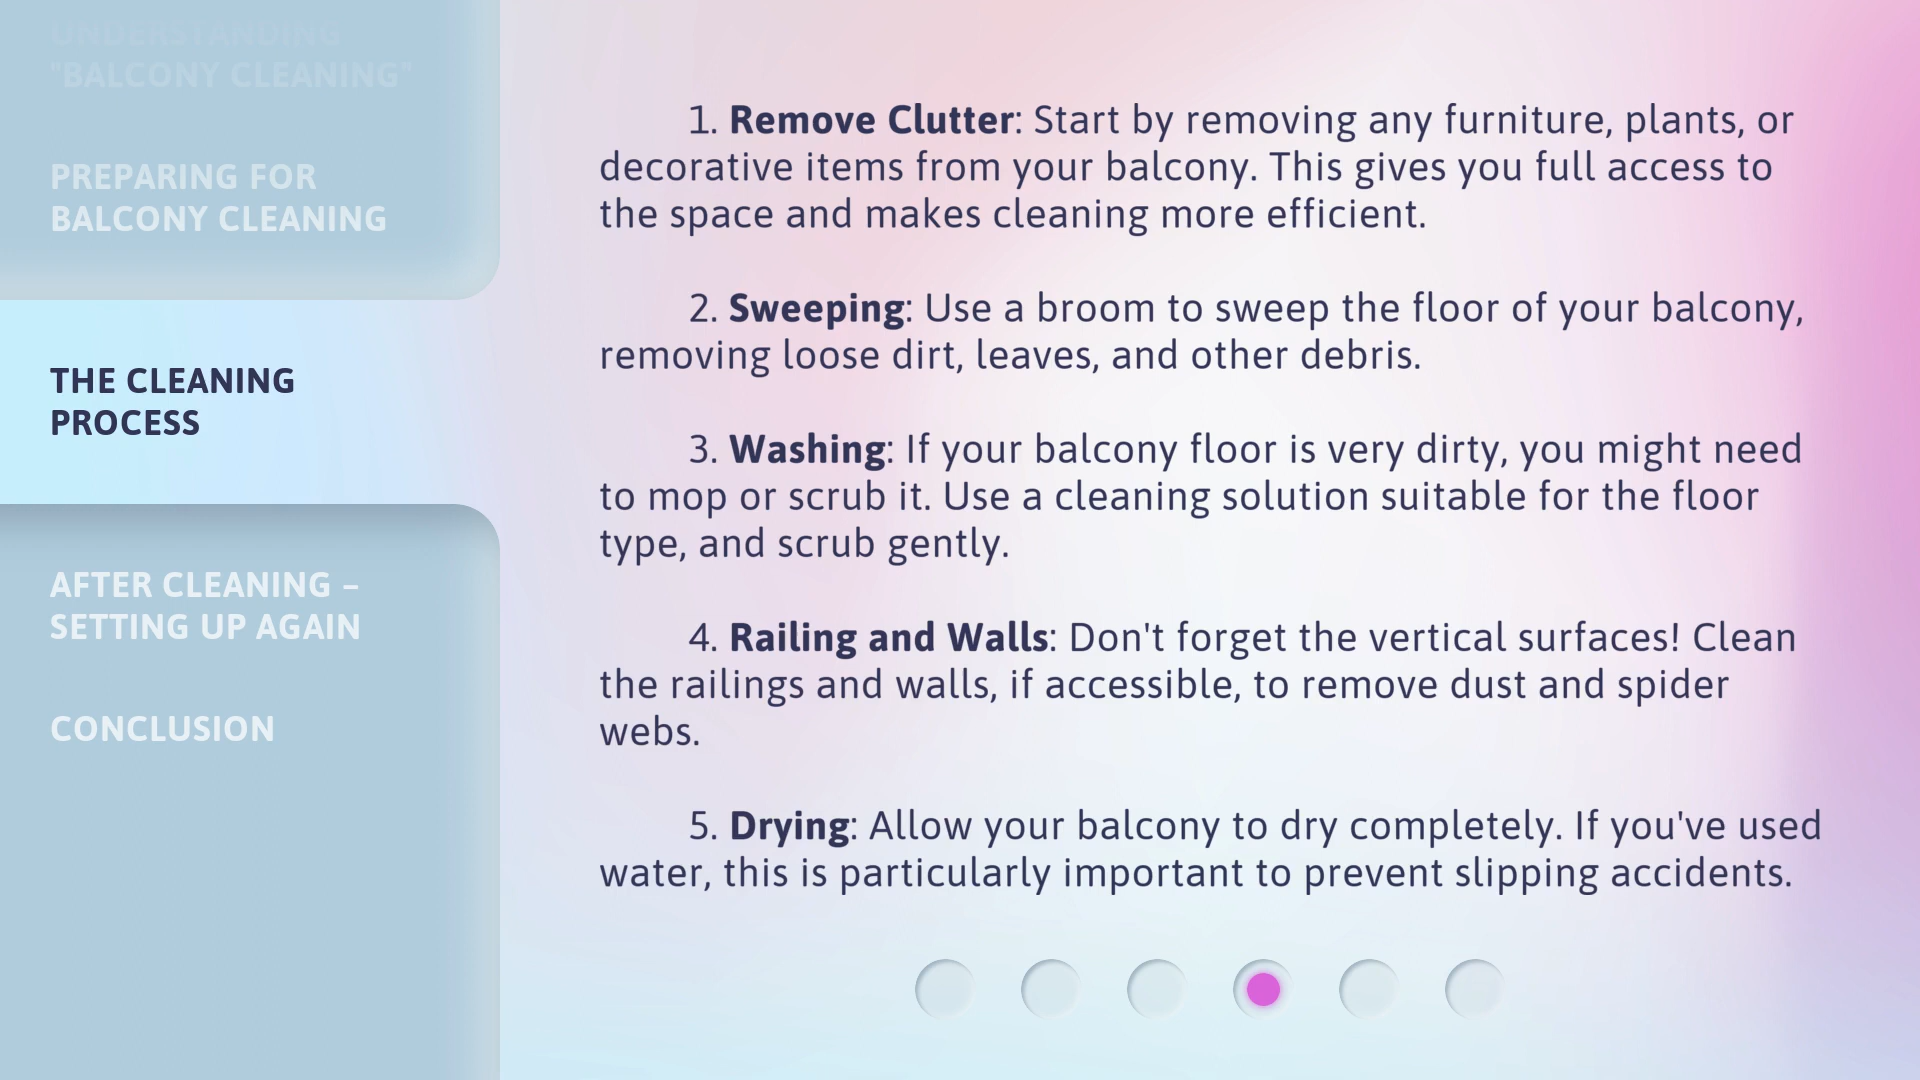 UNDERSTANDING
"BALCONY CLEANING"
PREPARING FOR
BALCONY CLEANING
THE CLEANING
PROCESS
AFTER CLEANING –
SETTING UP AGAIN
CONCLUSION
1. Remove Clutter: Start by removing any furniture, plants, or
decorative items from your balcony. This gives you full access to
the space and makes cleaning more efficient.
2. Sweeping: Use a broom to sweep the floor of your balcony,
removing loose dirt, leaves, and other debris.
3. Washing: If your balcony floor is very dirty, you might need
to mop or scrub it. Use a cleaning solution suitable for the floor
type, and scrub gently.
4. Railing and Walls: Don't forget the vertical surfaces! Clean
the railings and walls, if accessible, to remove dust and spider
webs.
5. Drying: Allow your balcony to dry completely. If you've used
water, this is particularly important to prevent slipping accidents.